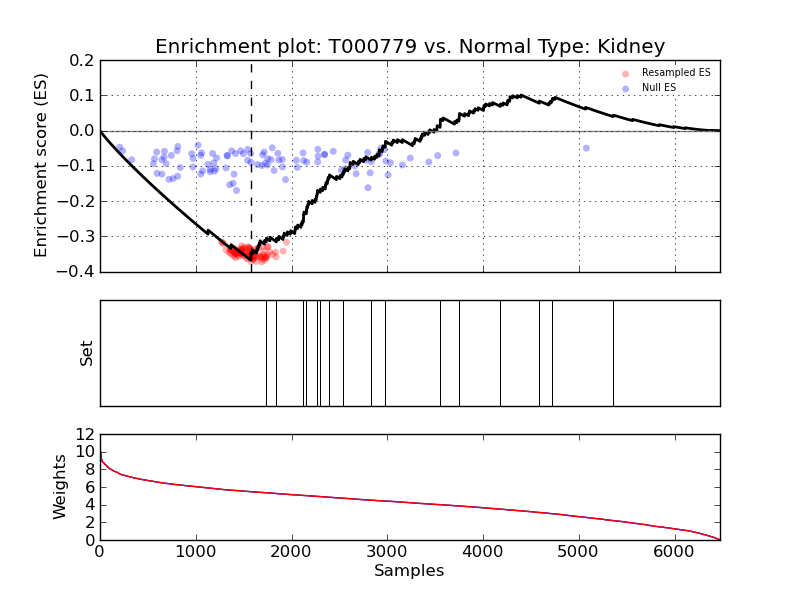 Enrichment plot: T000779 vs. Normal Type: Kidney
Enrichment score (ES)
0.2
0.1
0.0
−0.1
−0.2
−0.3
−0.4
Resampled ES
Null ES
Set
Weights
12
10
8
6
4
2
0
0 1000 2000 3000 4000 5000 6000
Samples